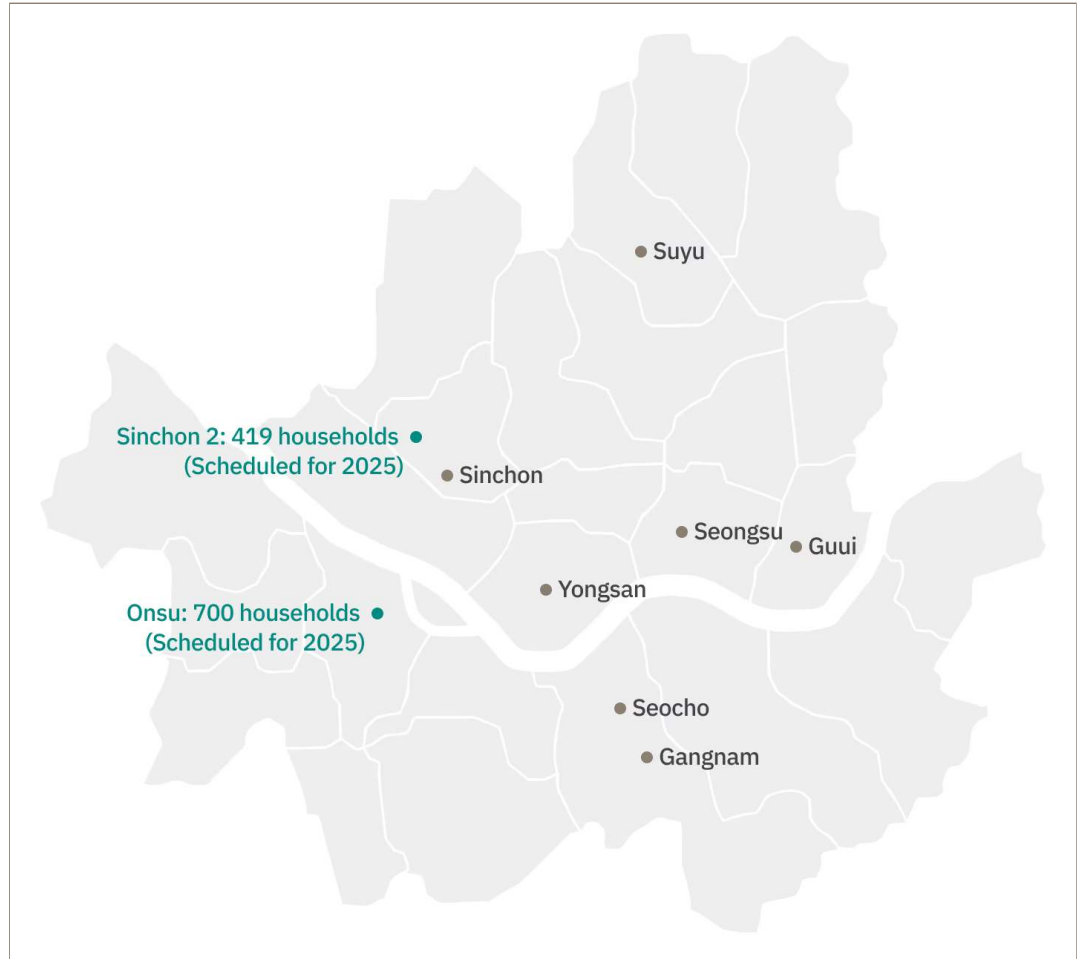 Suyu
Sinchon 2: 419 households
(Scheduled for 2025)
Sinchon
Seongsu
Guui
Yongsan
Onsu: 700 households
(Scheduled for 2025)
Seocho
Gangnam